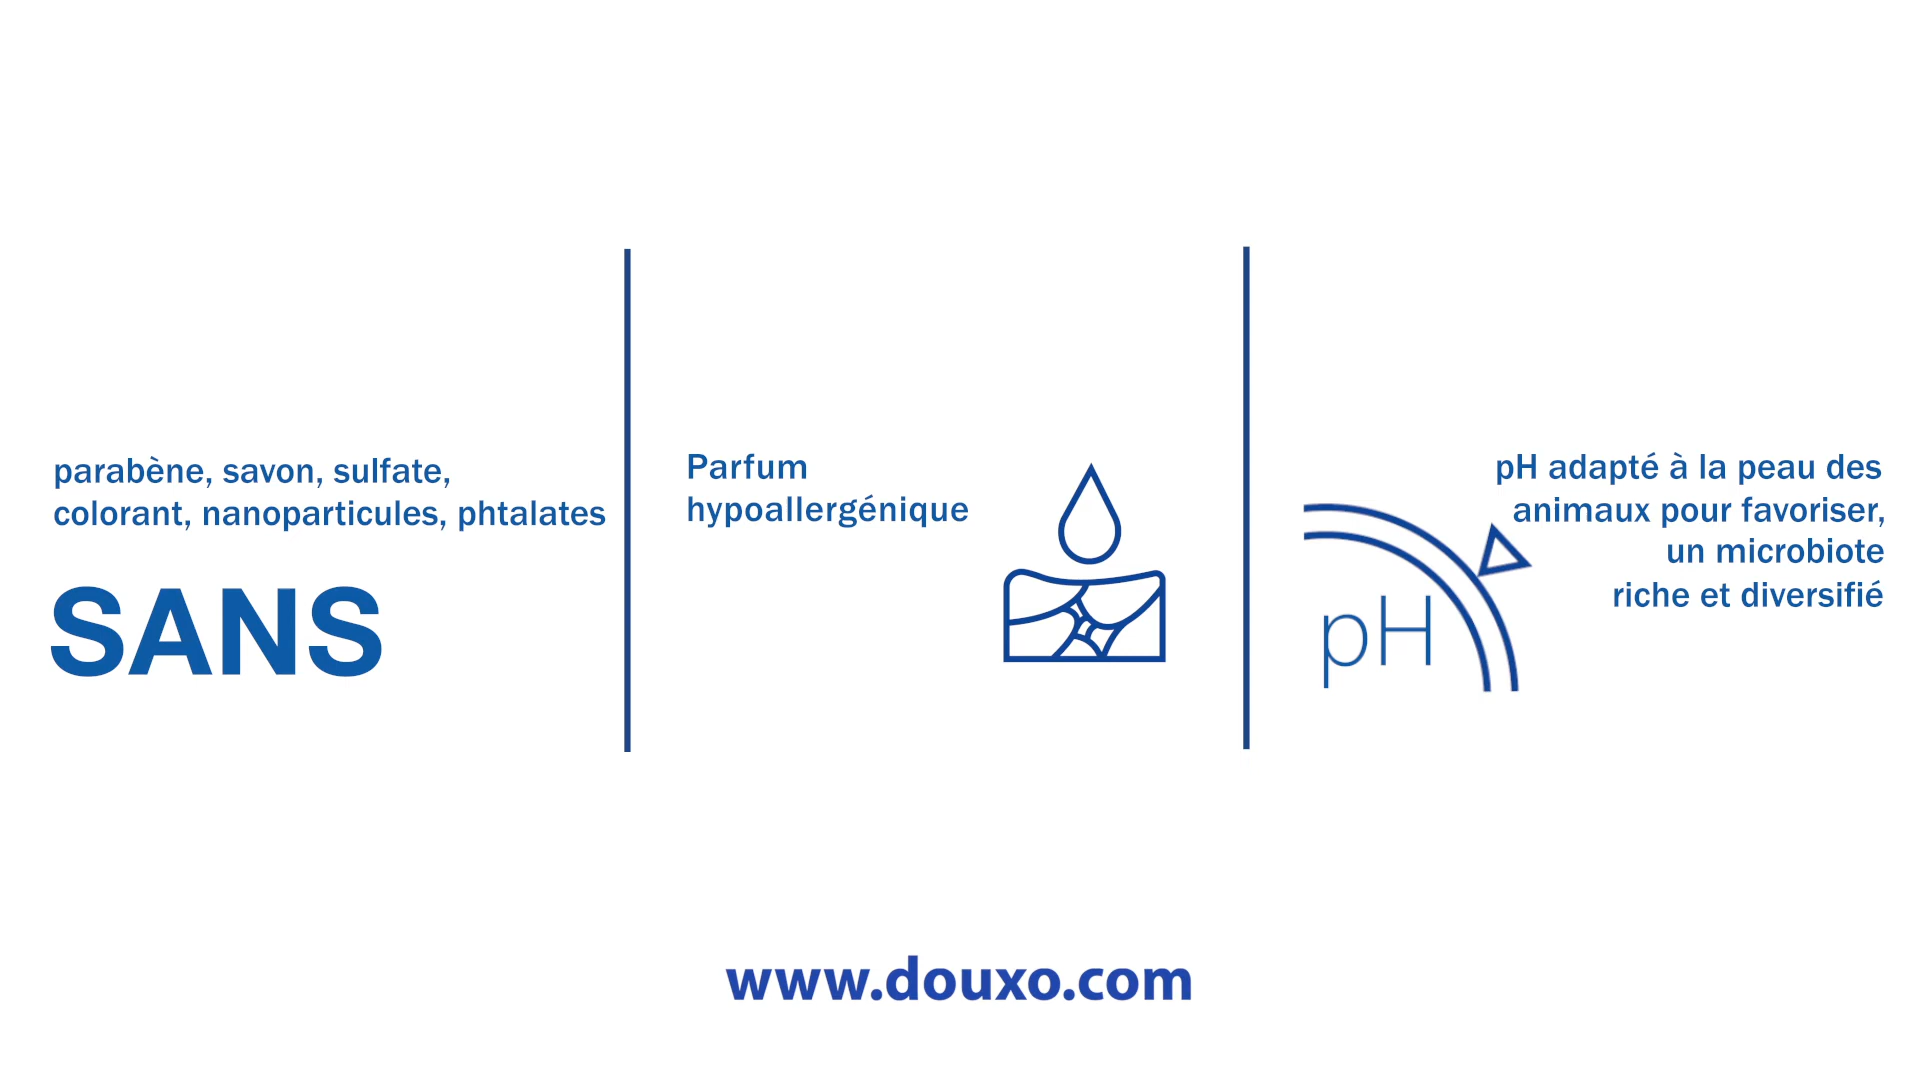 parabène, savon, sulfate,
colorant, nanoparticules, phtalates
SANS
Parfum
hypoallergénique
pH adapté à la peau des
animaux pour favoriser,
un microbiote
riche et diversifié
pH
www.douxo.com